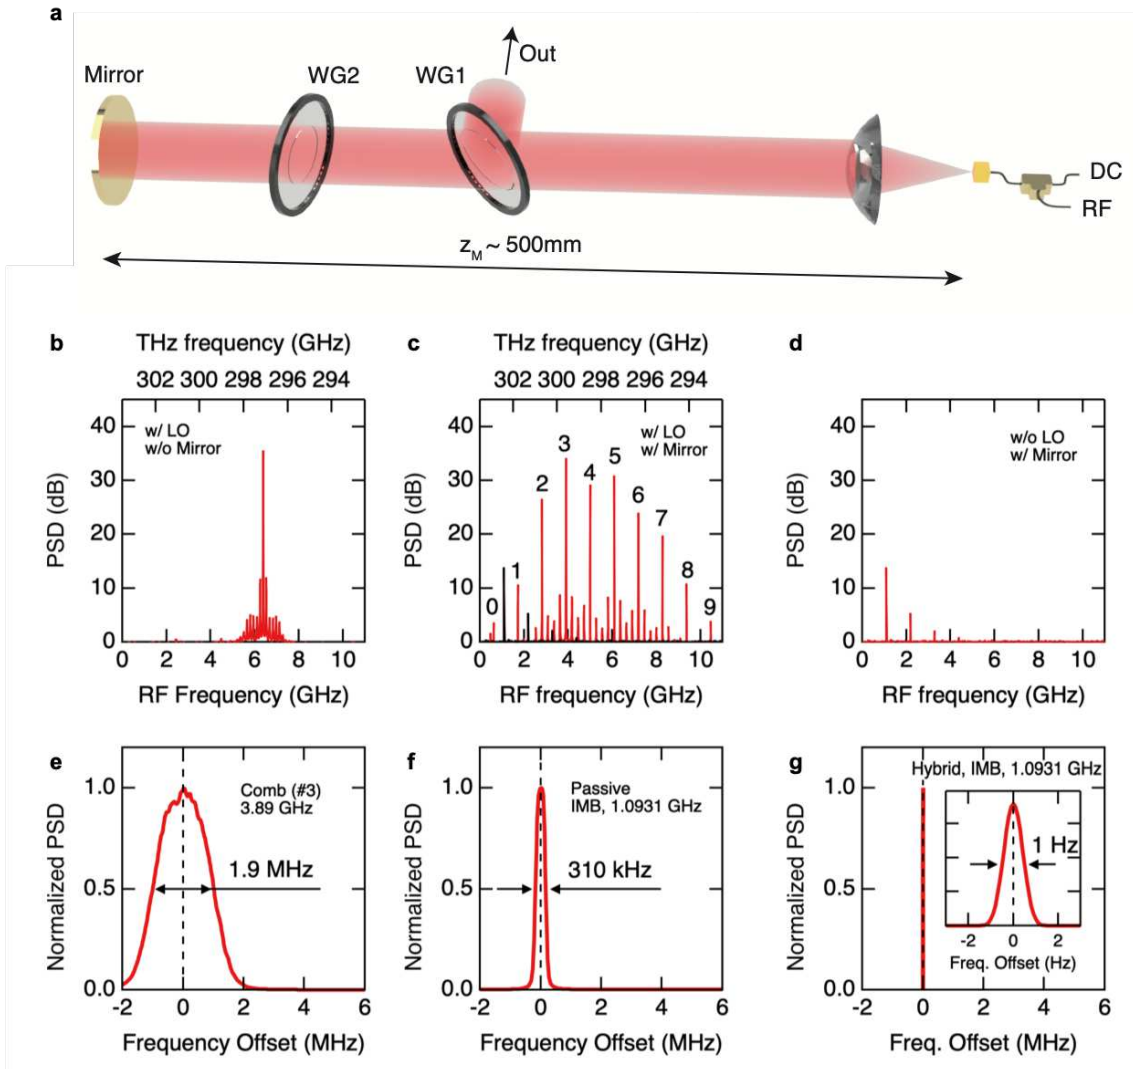 a
Out
Mirror
WG2
WG1
DC
RF
z_M ~ 500mm
b
THz frequency (GHz)
302 300 298 296 294
w/ LO
w/o Mirror
PSD (dB)
40
30
20
10
0
0 2 4 6 8 10
RF Frequency (GHz)
c
THz frequency (GHz)
302 300 298 296 294
w/ LO
w/ Mirror
PSD (dB)
40
30
20
10
0
0 1 2 3 4 5 6 7 8 9
0 2 4 6 8 10
RF frequency (GHz)
d
w/o LO
w/ Mirror
PSD (dB)
40
30
20
10
0
0 2 4 6 8 10
RF frequency (GHz)
e
Comb (#3)
3.89 GHz
1.9 MHz
Normalized PSD
1.0
0.5
0.0
-2 0 2 4 6
Frequency Offset (MHz)
f
Passive
IMB, 1.0931 GHz
310 kHz
Normalized PSD
1.0
0.5
0.0
-2 0 2 4 6
Frequency Offset (MHz)
g
Hybrid, IMB, 1.0931 GHz
1 Hz
-2 0 2
Freq. Offset (Hz)
Normalized PSD
1.0
0.5
0.0
-2 0 2 4 6
Freq. Offset (MHz)